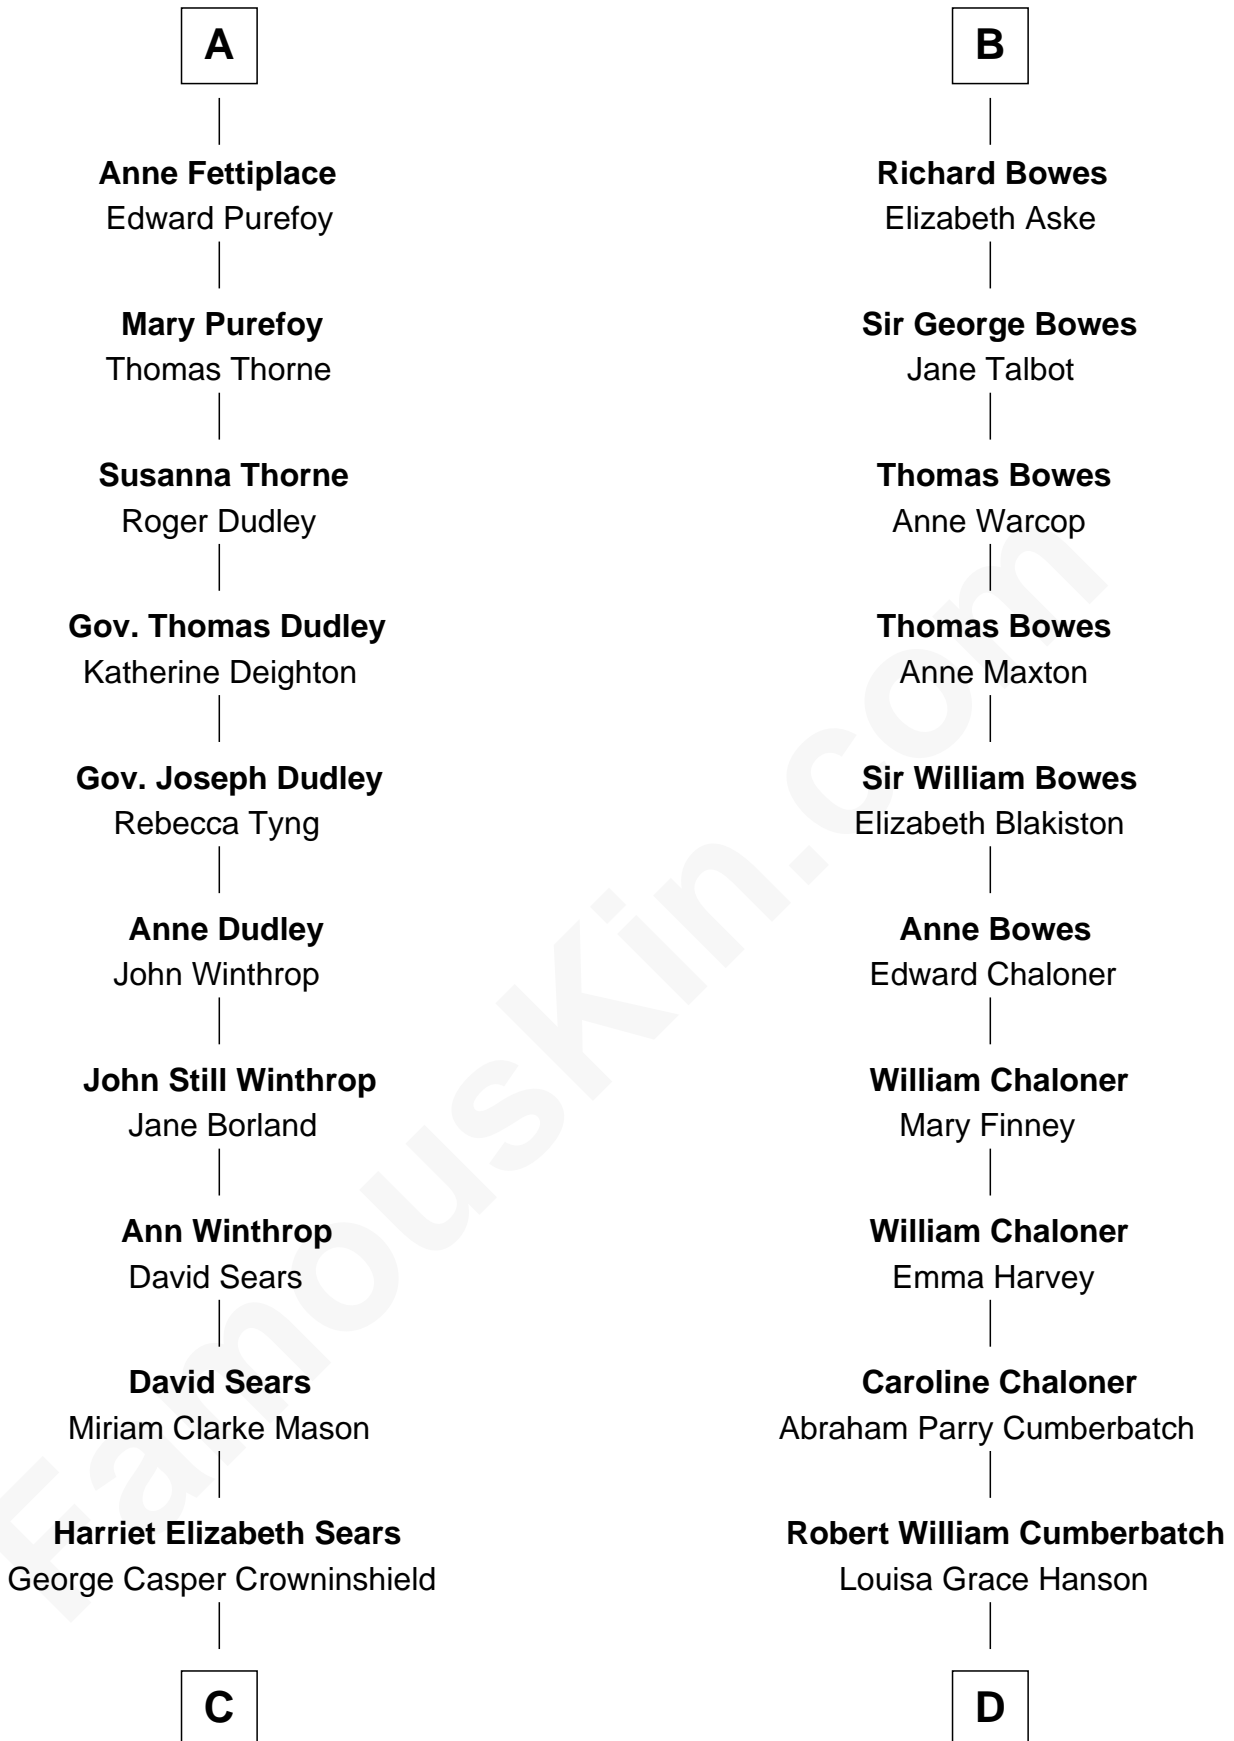 A
Anne Fettiplace
Edward Purefoy
Mary Purefoy
Thomas Thorne
Susanna Thorne
Roger Dudley
Gov. Thomas Dudley
Katherine Deighton
Gov. Joseph Dudley
Rebecca Tyng
Anne Dudley
John Winthrop
John Still Winthrop
Jane Borland
Ann Winthrop
David Sears
David Sears
Miriam Clarke Mason
Harriet Elizabeth Sears
George Casper Crowninshield
C
B
Richard Bowes
Elizabeth Aske
Sir George Bowes
Jane Talbot
Thomas Bowes
Anne Warcop
Thomas Bowes
Anne Maxton
Sir William Bowes
Elizabeth Blakiston
Anne Bowes
Edward Chaloner
William Chaloner
Mary Finney
William Chaloner
Emma Harvey
Caroline Chaloner
Abraham Parry Cumberbatch
Robert William Cumberbatch
Louisa Grace Hanson
D
FamousKin.com